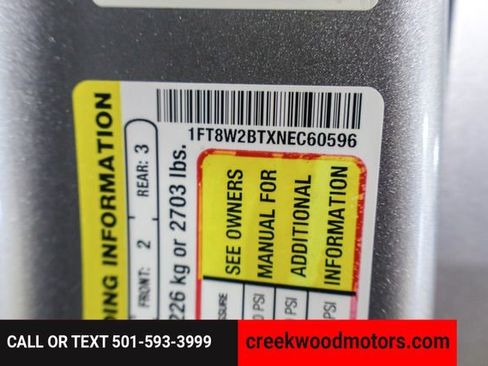 1FT8W2BTXNEC60596
DING INFORMATION
FRONT: 2 REAR: 3
226 kg or 2703 lbs.
SEE OWNERS
MANUAL FOR
ADDITIONAL
INFORMATION
PSI
PSI
PSI
CALL OR TEXT 501-593-3999
creekwoodmotors.com